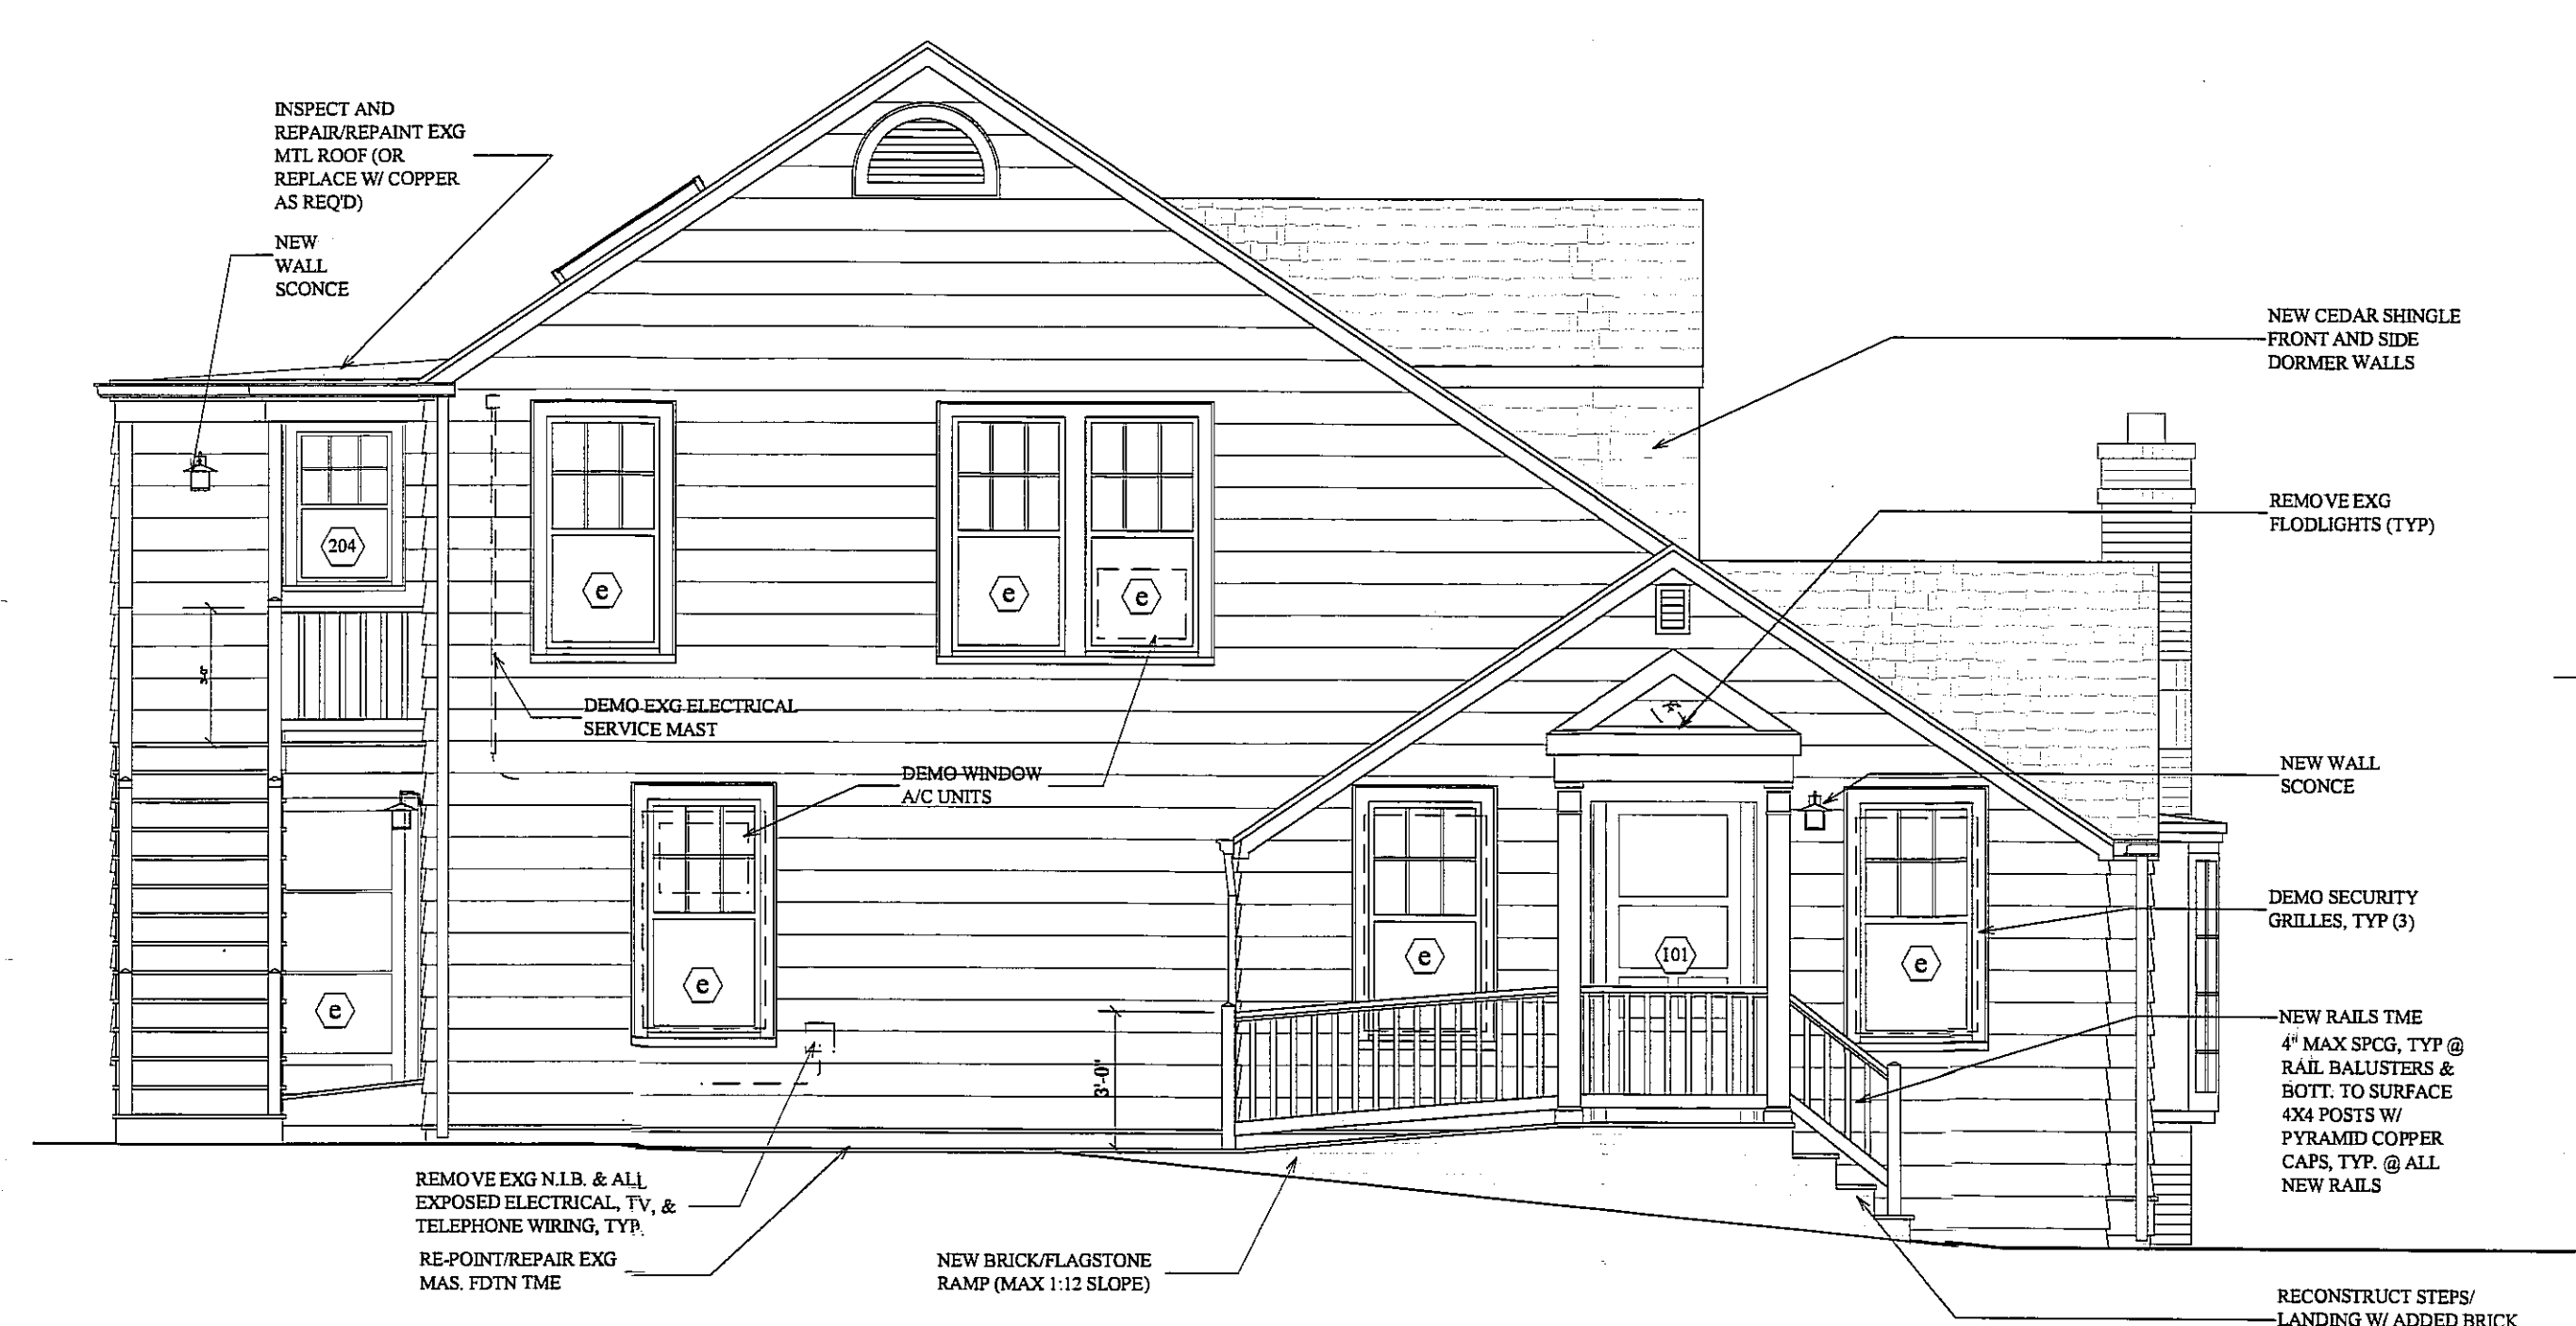 INSPECT AND
REPAIR/REPAINT EXG
MTL ROOF (OR
REPLACE W/ COPPER
AS REQ'D)
NEW
WALL
SCONCE
NEW CEDAR SHINGLE
FRONT AND SIDE
DORMER WALLS
REMOVE EXG
FLODLIGHTS (TYP)
204
e
e
e
DEMO EXG ELECTRICAL
SERVICE MAST
DEMO WINDOW
A/C UNITS
NEW WALL
SCONCE
DEMO SECURITY
GRILLES, TYP (3)
e
101
e
e
e
3'-0"
NEW RAILS TME
4" MAX SPCG, TYP @
RAIL BALUSTERS &
BOTT. TO SURFACE
4X4 POSTS W/
PYRAMID COPPER
CAPS, TYP. @ ALL
NEW RAILS
REMOVE EXG N.I.B. & ALL
EXPOSED ELECTRICAL, TV, &
TELEPHONE WIRING, TYP.
RE-POINT/REPAIR EXG
MAS. FDTN TME
NEW BRICK/FLAGSTONE
RAMP (MAX 1:12 SLOPE)
RECONSTRUCT STEPS/
LANDING W/ ADDED BRICK